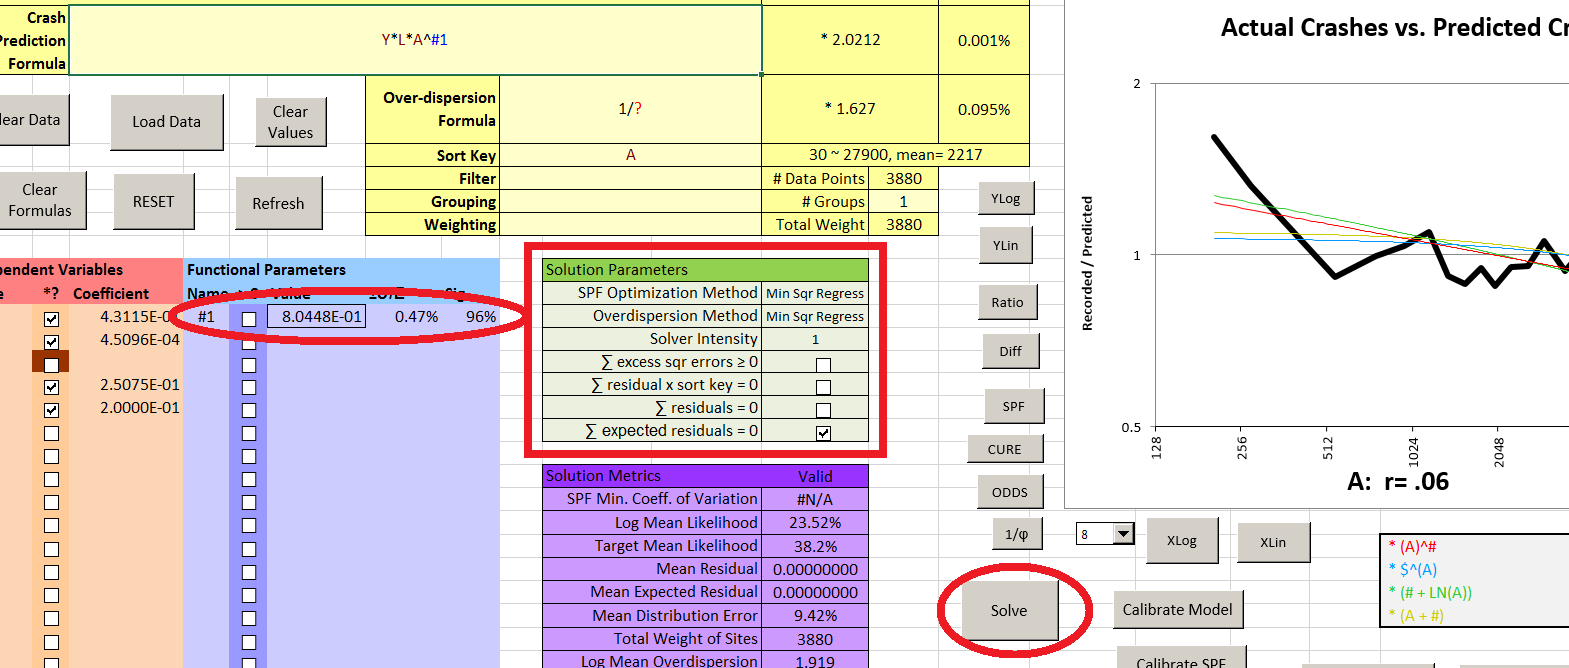 Crash
Prediction
Formula
Y*L*A^#1
* 2.0212
0.001%
Over-dispersion
Formula
1/?
* 1.627
0.095%
Sort Key
A
30 ~ 27900, mean= 2217
Filter
# Data Points
3880
Grouping
# Groups
1
Weighting
Total Weight
3880
lear Data
Load Data
Clear
Values
Clear
Formulas
RESET
Refresh
pendent Variables
*?
Coefficient
4.3115E-0
4.5096E-04
2.5075E-01
2.0000E-01
Functional Parameters
Name
Value
#1
8.0448E-01
0.47%
96%
Solution Parameters
SPF Optimization Method
Min Sqr Regress
Overdispersion Method
Min Sqr Regress
Solver Intensity
1
∑ excess sqr errors ≥ 0
∑ residual x sort key = 0
∑ residuals = 0
∑ expected residuals = 0
Solution Metrics
Valid
SPF Min. Coeff. of Variation
#N/A
Log Mean Likelihood
23.52%
Target Mean Likelihood
38.2%
Mean Residual
0.00000000
Mean Expected Residual
0.00000000
Mean Distribution Error
9.42%
Total Weight of Sites
3880
Log Mean Overdispersion
1.919
YLog
YLin
Ratio
Diff
SPF
CURE
ODDS
1/φ
8
XLog
XLin
Solve
Calibrate Model
Calibrate SPF
Actual Crashes vs. Predicted Cr
Recorded / Predicted
2
1
0.5
128
256
512
1024
2048
A: r= .06
* (A)^#
* $^(A)
* (# + LN(A))
* (A + #)